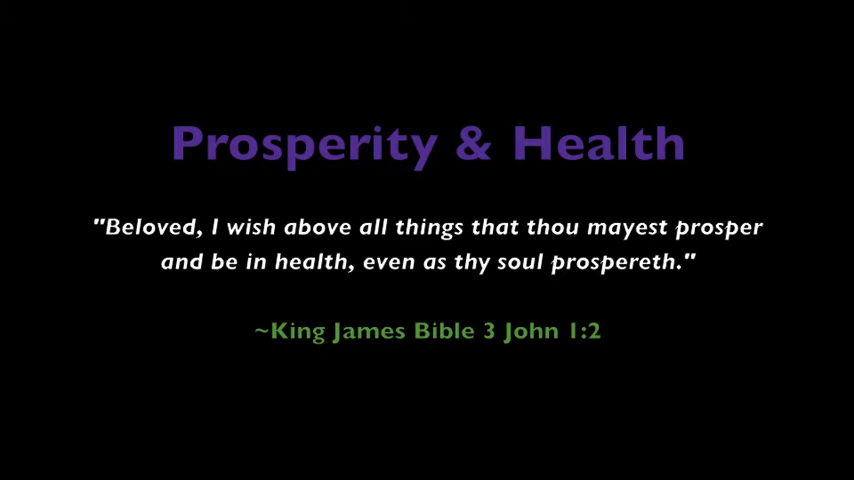 Prosperity & Health
"Beloved, I wish above all things that thou mayest prosper
and be in health, even as thy soul prospereth."
~King James Bible 3 John 1:2